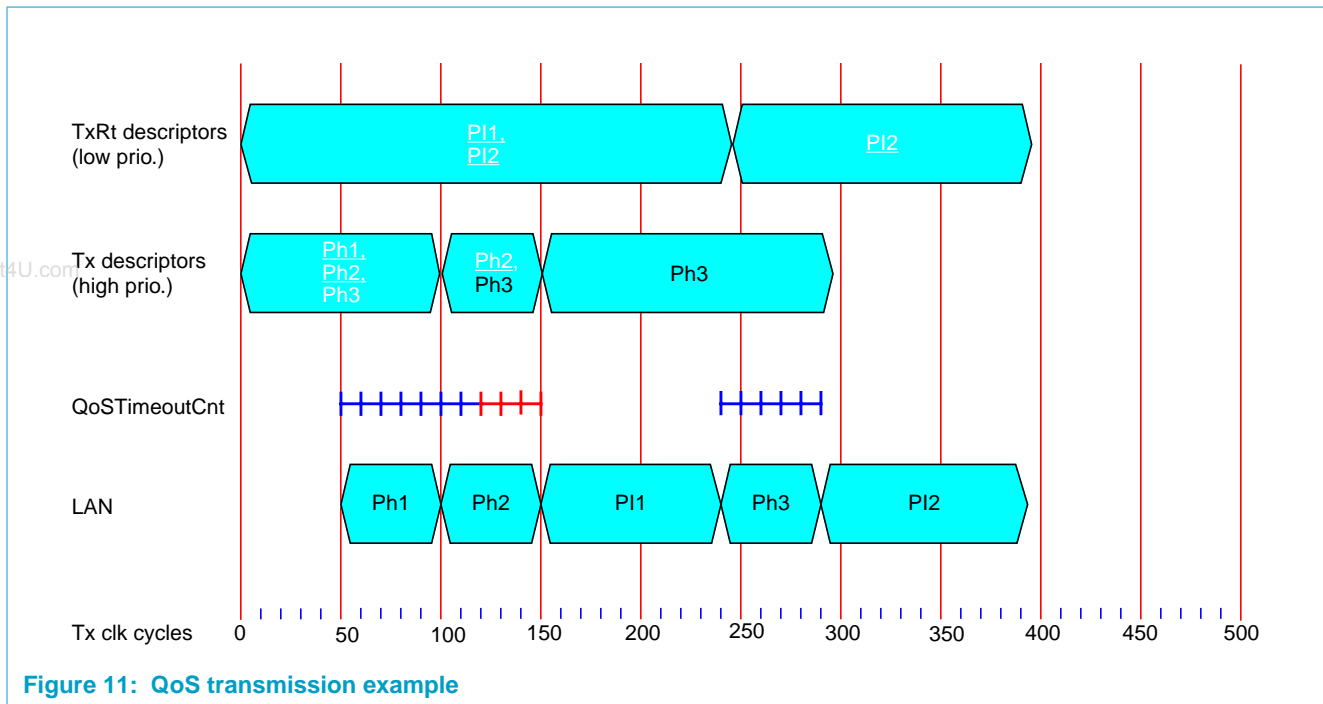 TxRt descriptors
(low prio.)
Pl1,
Pl2
Pl2
Tx descriptors
(high prio.)
Ph1,
Ph2,
Ph3
Ph2,
Ph3
Ph3
t4U.com
QoSTimeoutCnt
LAN
Ph1
Ph2
Pl1
Ph3
Pl2
Tx clk cycles
0 50 100 150 200 250 300 350 400 450 500
Figure 11: QoS transmission example